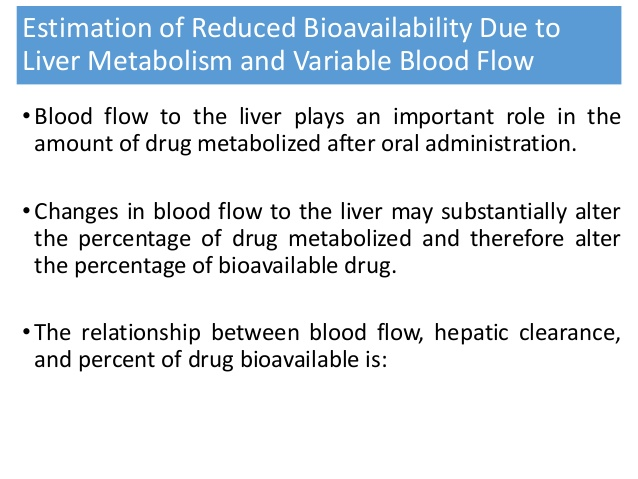 Estimation of Reduced Bioavailability Due to
Liver Metabolism and Variable Blood Flow
•Blood flow to the liver plays an important role in the
amount of drug metabolized after oral administration.
•Changes in blood flow to the liver may substantially alter
the percentage of drug metabolized and therefore alter
the percentage of bioavailable drug.
•The relationship between blood flow, hepatic clearance,
and percent of drug bioavailable is: